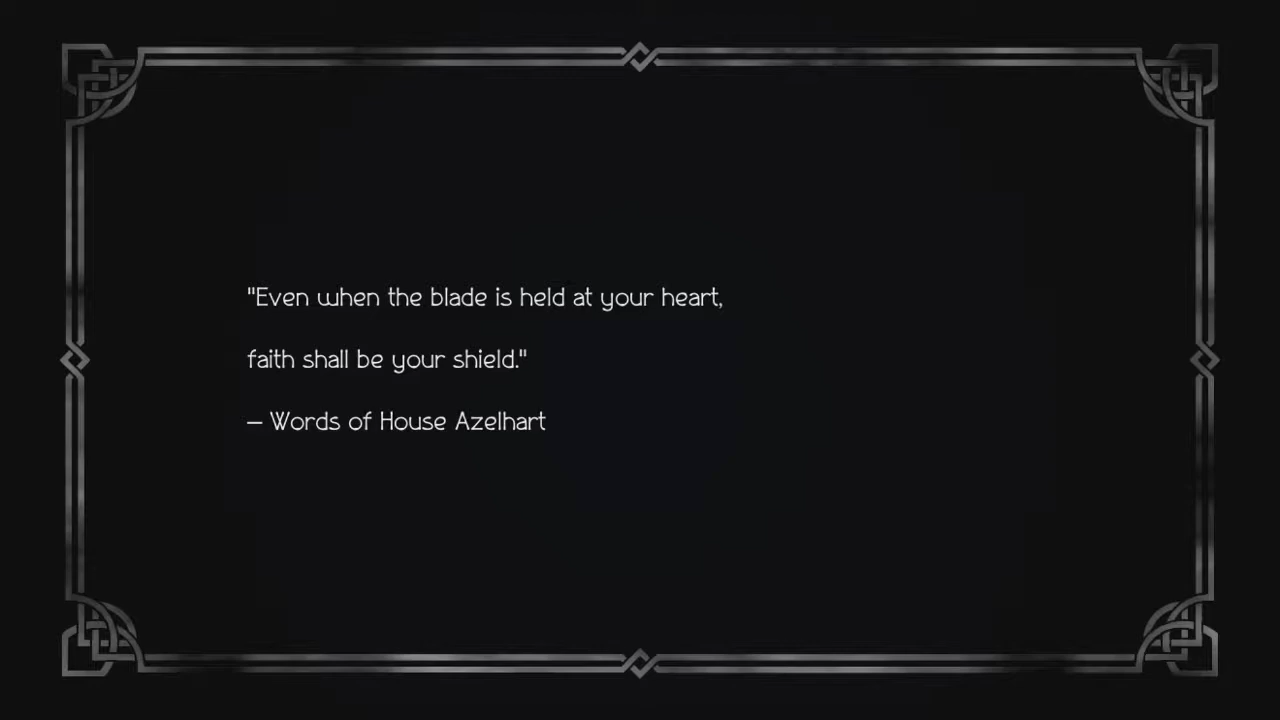 "Even when the blade is held at your heart,
faith shall be your shield."
— Words of House Azelhart